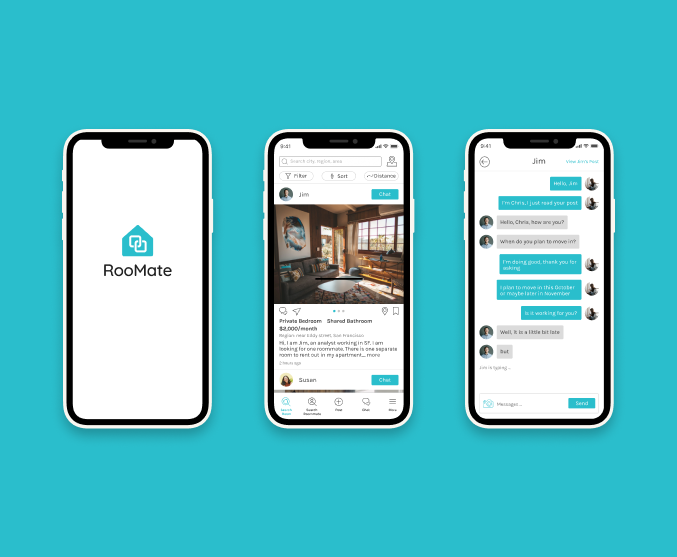 RooMate
9:41
Search city, region, area
Filter
Sort
Distance
Jim
Chat
Private Bedroom Shared Bathroom
$2,000/month
Region: near Eddy street, San Francisco
Hi, I am Jim, an analyst working in SF. I am
looking for one roommate. There is one separate
room to rent out in my apartment... more
2 hours ago
Susan
Chat
Search
Room
Search
Roommate
Post
Chat
More
9:41
Jim
View Jim's Post
Hello, Jim
I'm Chris, I just read your post
Hello, Chris, how are you?
When do you plan to move in?
I'm doing good, thank you for
asking.
I plan to move in this October
or maybe later in November
Is it working for you?
Well, it is a little bit late
but
Jim is typing ...
Messages...
Send